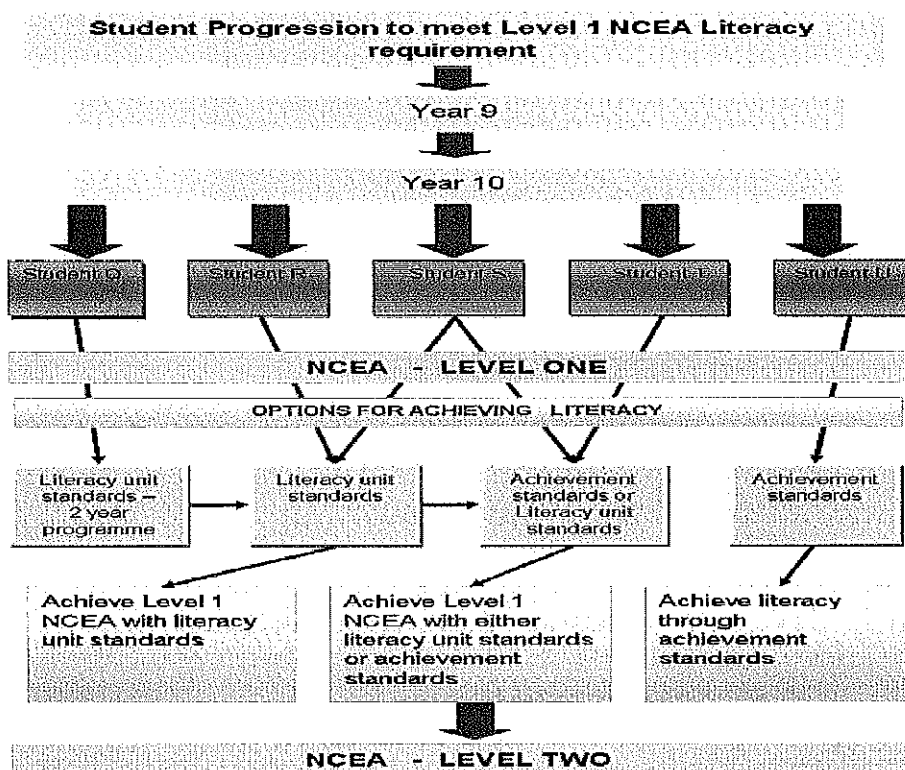 Student Progression to meet Level 1 NCEA Literacy
requirement
Year 9
Year 10
Student Q
Student R
Student S
Student T
Student U
NCEA - LEVEL ONE
OPTIONS FOR ACHIEVING LITERACY
Literacy unit
standards –
2 year
programme
Literacy unit
standards
Achievement
standards or
Literacy unit
standards
Achievement
standards
Achieve Level 1
NCEA with literacy
unit standards
Achieve Level 1
NCEA with either
literacy unit standards
or achievement
standards
Achieve literacy
through
achievement
standards
NCEA - LEVEL TWO